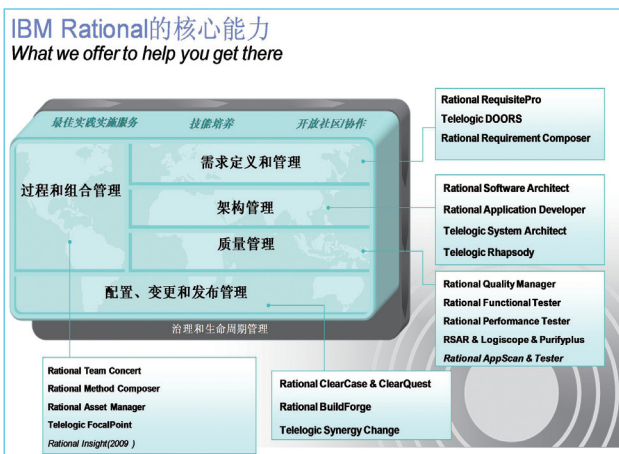 IBM Rational的核心能力
What we offer to help you get there
最佳实践实施服务 技能培养 开放社区/协作
过程和组合管理
需求定义和管理
架构管理
质量管理
配置、变更和发布管理
治理和生命周期管理
Rational RequisitePro
Telelogic DOORS
Rational Requirement Composer
Rational Software Architect
Rational Application Developer
Telelogic System Architect
Telelogic Rhapsody
Rational Quality Manager
Rational Functional Tester
Rational Performance Tester
RSAR & Logiscope & Purifyplus
Rational AppScan & Tester
Rational Team Concert
Rational Method Composer
Rational Asset Manager
Telelogic FocalPoint
Rational Insight(2009 )
Rational ClearCase & ClearQuest
Rational BuildForge
Telelogic Synergy Change